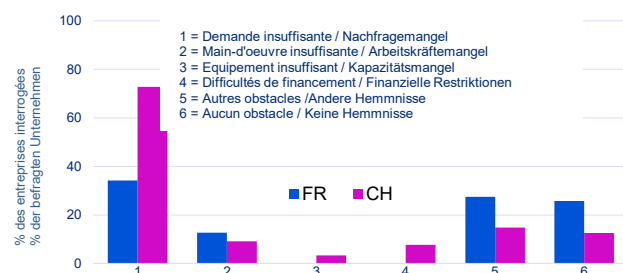 % des entreprises interrogées
% der befragten Unternehmen
100
80
60
40
20
0
1 = Demande insuffisante / Nachfragemangel
2 = Main-d'oeuvre insuffisante / Arbeitskräftemangel
3 = Equipement insuffisant / Kapazitätsmangel
4 = Difficultés de financement / Finanzielle Restriktionen
5 = Autres obstacles /Andere Hemmnisse
6 = Aucun obstacle / Keine Hemmnisse
FR CH
1 2 3 4 5 6